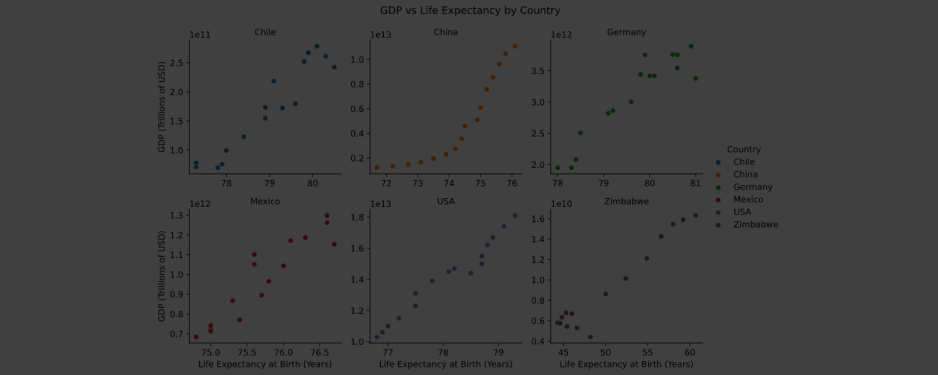 GDP vs Life Expectancy by Country
Chile
China
Germany
1e11
1e13
1e12
GDP (Trillions of USD)
2.5
2.0
1.5
1.0
78
79
80
1.0
0.8
0.6
0.4
0.2
72
73
74
75
76
3.5
3.0
2.5
2.0
78
79
80
81
Country
Chile
China
Germany
Mexico
USA
Zimbabwe
Mexico
USA
Zimbabwe
1e12
1e13
1e10
GDP (Trillions of USD)
1.3
1.2
1.1
1.0
0.9
0.8
0.7
75.0
75.5
76.0
76.5
Life Expectancy at Birth (Years)
1.8
1.6
1.4
1.2
1.0
77
78
79
Life Expectancy at Birth (Years)
1.6
1.4
1.2
1.0
0.8
0.6
0.4
45
50
55
60
Life Expectancy at Birth (Years)